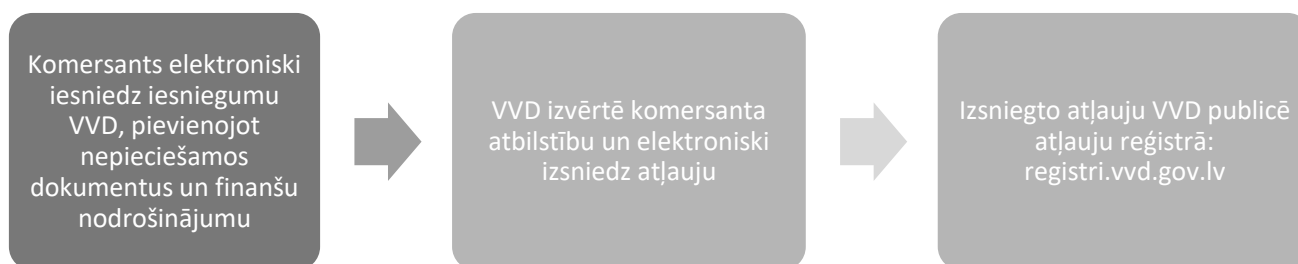 Komersants elektroniski
iesniedz iesniegumu
VVD, pievienojot
nepieciešamos
dokumentus un finanšu
nodrošinājumu
VVD izvērtē komersanta
atbilstību un elektroniski
izsniedz atļauju
Izsniegto atļauju VVD publicē
atļauju reģistrā:
registri.vvd.gov.lv